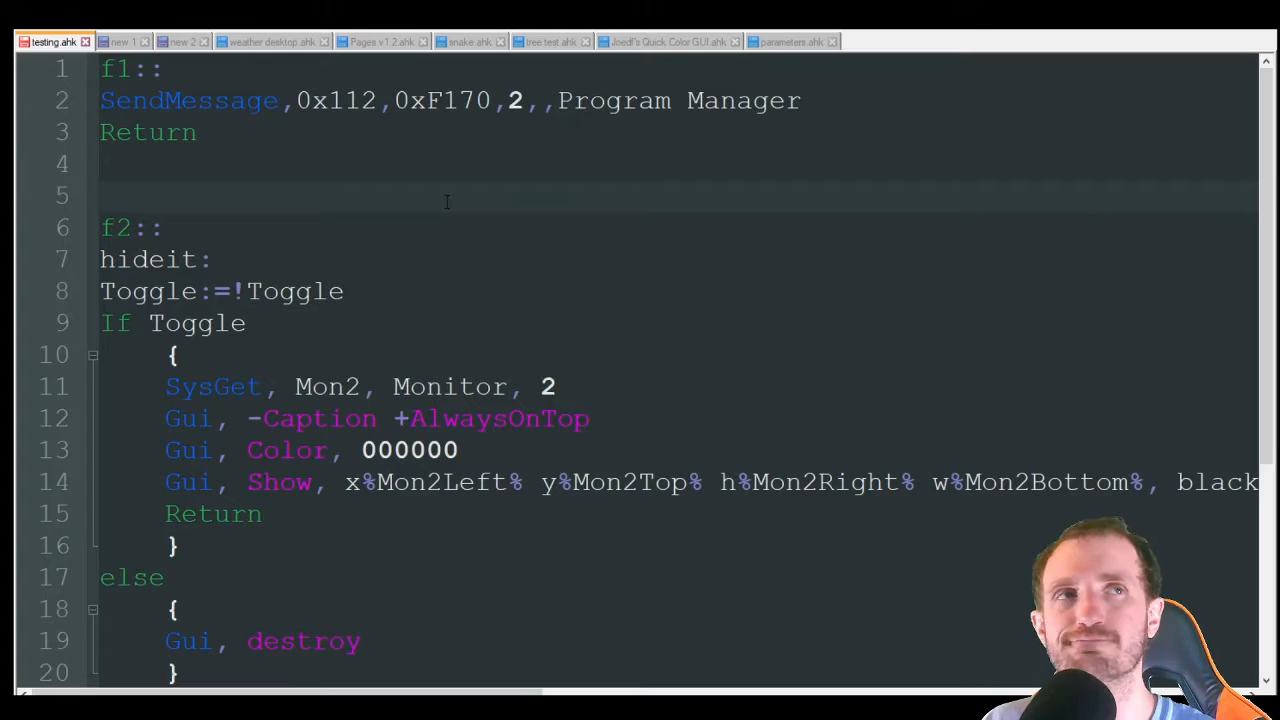 testing.ahk new 1 new 2 weather desktop.ahk Pages v1.2.ahk snake.ahk tree test.ahk Joedf's Quick Color GUI.ahk parameters.ahk
1 f1::
2 SendMessage,0x112,0xF170,2,,Program Manager
3 Return
4
5
6 f2::
7 hideit:
8 Toggle:=!Toggle
9 If Toggle
10 {
11 SysGet, Mon2, Monitor, 2
12 Gui, -Caption +AlwaysOnTop
13 Gui, Color, 000000
14 Gui, Show, x%Mon2Left% y%Mon2Top% h%Mon2Right% w%Mon2Bottom%, black
15 Return
16 }
17 else
18 {
19 Gui, destroy
20 }